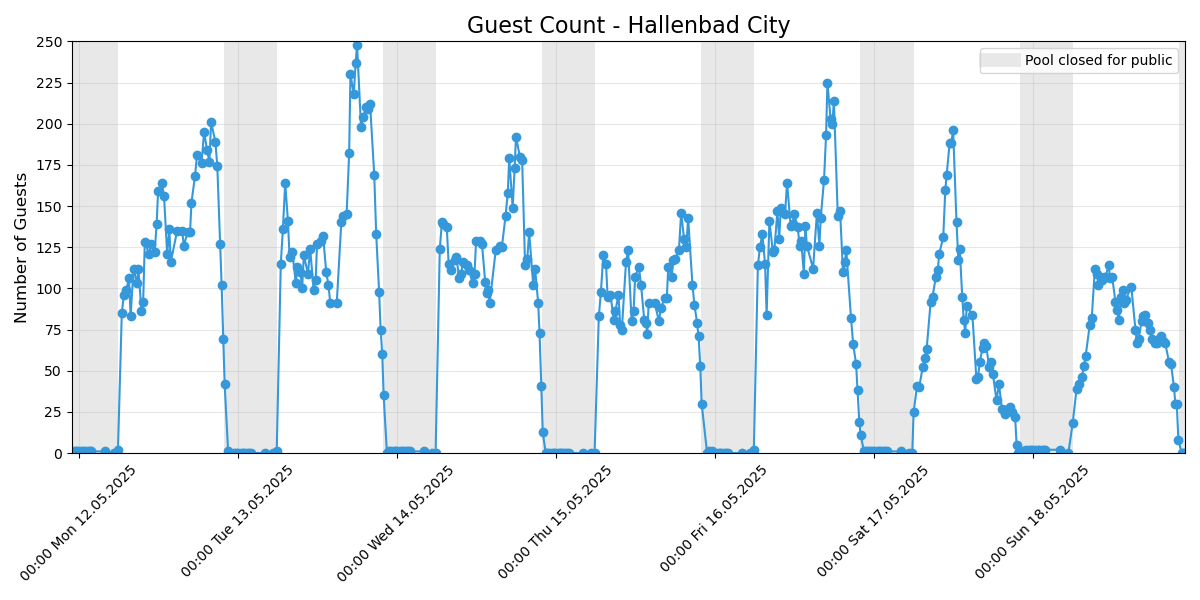 Guest Count - Hallenbad City
Pool closed for public
Number of Guests
250
225
200
175
150
125
100
75
50
25
0
00:00 Mon 12.05.2025
00:00 Tue 13.05.2025
00:00 Wed 14.05.2025
00:00 Thu 15.05.2025
00:00 Fri 16.05.2025
00:00 Sat 17.05.2025
00:00 Sun 18.05.2025